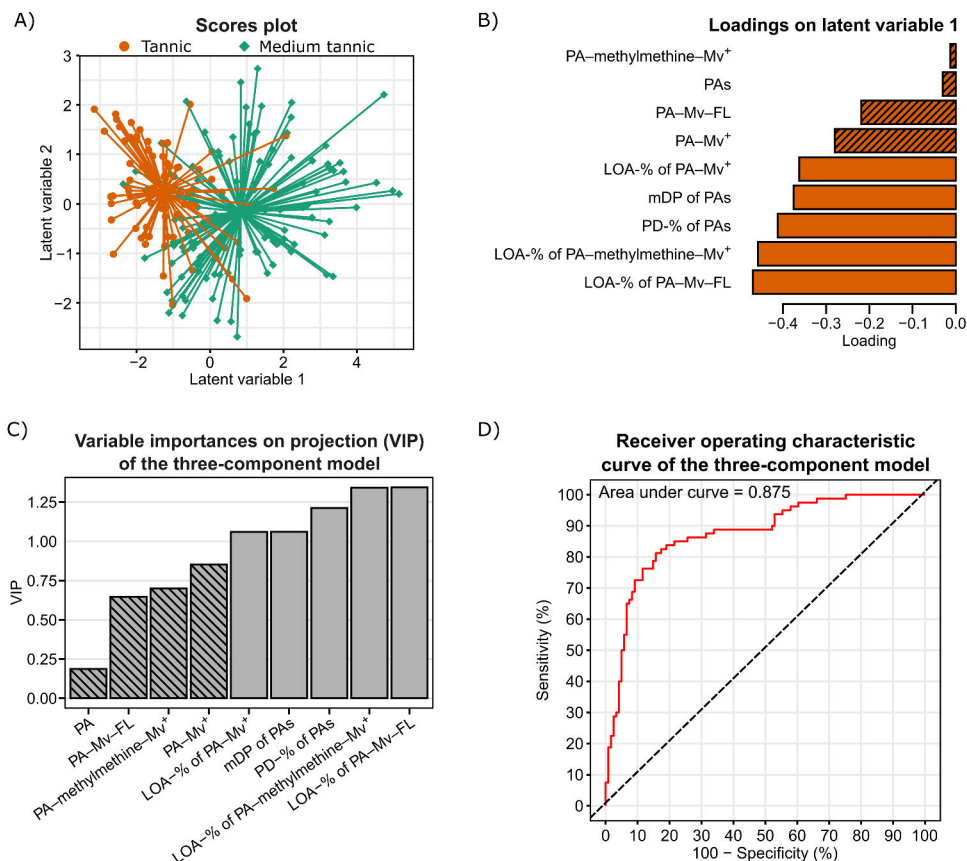 A)
Scores plot
Tannic
Medium tannic
3
2
1
0
−1
−2
−2
0
2
4
Latent variable 2
Latent variable 1
B)
Loadings on latent variable 1
PA–methylmethine–Mv⁺
PAs
PA–Mv–FL
PA–Mv⁺
LOA-% of PA–Mv⁺
mDP of PAs
PD-% of PAs
LOA-% of PA–methylmethine–Mv⁺
LOA-% of PA–Mv–FL
−0.4
−0.3
−0.2
−0.1
0.0
Loading
C)
Variable importances on projection (VIP)
of the three-component model
1.25
1.00
0.75
0.50
0.25
0.00
VIP
PA
PA–Mv–FL
PA–methylmethine–Mv⁺
PA–Mv⁺
LOA–% of PA–Mv⁺
mDP of PAs
PD–% of PAs
LOA–% of PA–methylmethine–Mv⁺
LOA–% of PA–Mv–FL
D)
Receiver operating characteristic
curve of the three-component model
Area under curve = 0.875
100
90
80
70
60
50
40
30
20
10
0
Sensitivity (%)
0 10 20 30 40 50 60 70 80 90 100
100 − Specificity (%)